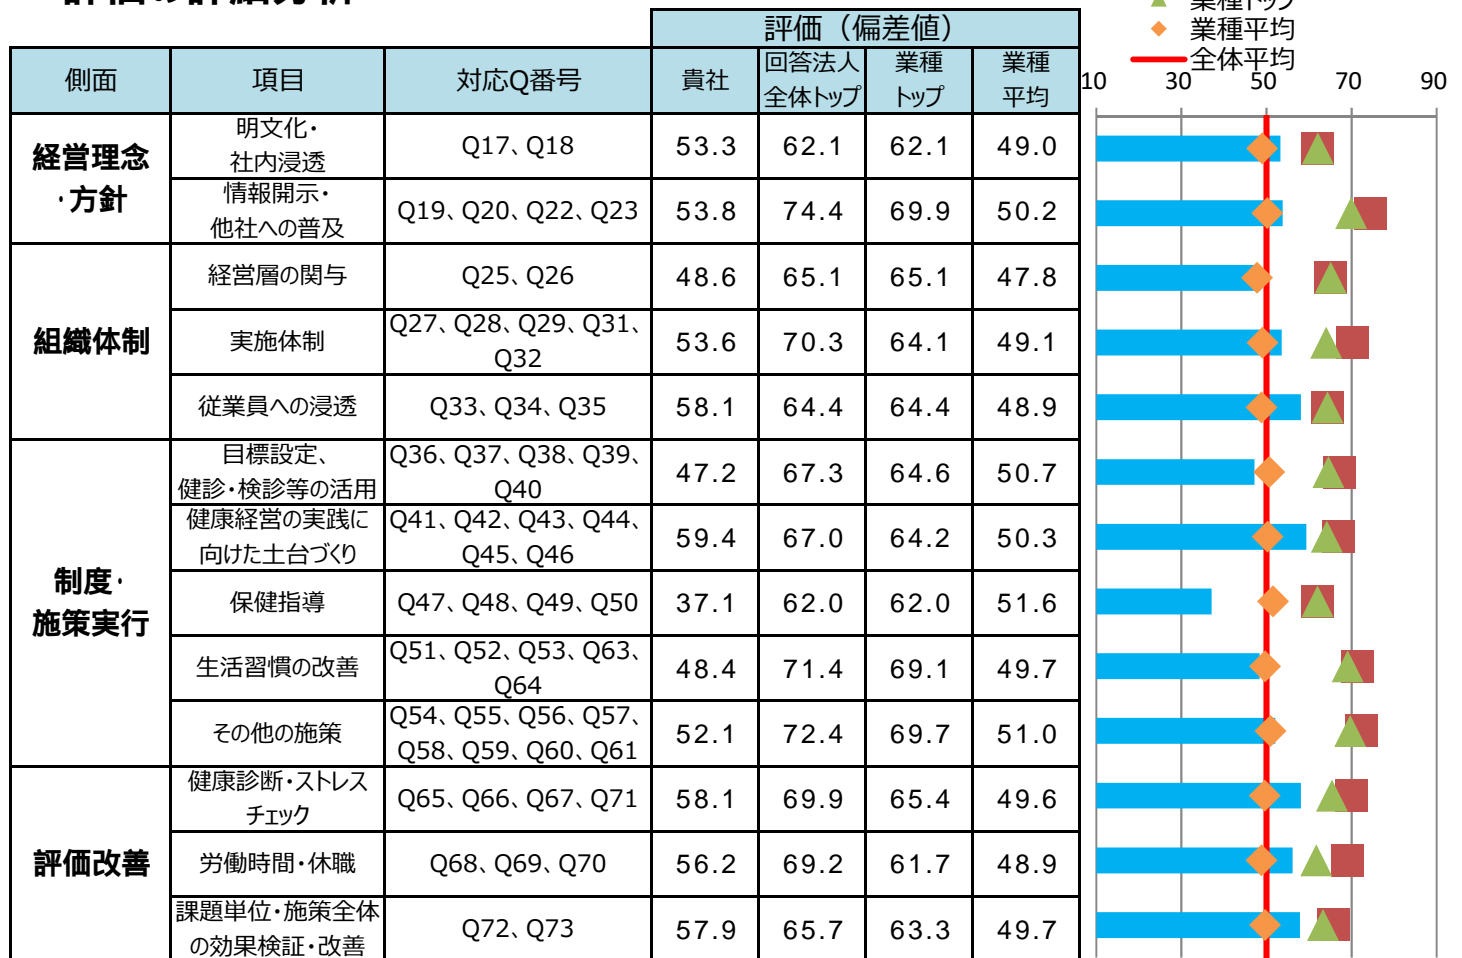 評価の詳細分析
業種トップ
業種平均
全体平均
評価（偏差値）
側面 項目 対応Q番号 貴社 回答法人 全体トップ 業種 トップ 業種 平均
10 30 50 70 90
経営理念
・方針
明文化・
社内浸透
Q17、Q18 53.3 62.1 62.1 49.0
情報開示・
他社への普及
Q19、Q20、Q22、Q23 53.8 74.4 69.9 50.2
組織体制
経営層の関与 Q25、Q26 48.6 65.1 65.1 47.8
実施体制
Q27、Q28、Q29、Q31、
Q32
53.6 70.3 64.1 49.1
従業員への浸透 Q33、Q34、Q35 58.1 64.4 64.4 48.9
制度・
施策実行
目標設定、
健診・検診等の活用
Q36、Q37、Q38、Q39、
Q40
47.2 67.3 64.6 50.7
健康経営の実践に
向けた土台づくり
Q41、Q42、Q43、Q44、
Q45、Q46
59.4 67.0 64.2 50.3
保健指導 Q47、Q48、Q49、Q50 37.1 62.0 62.0 51.6
生活習慣の改善
Q51、Q52、Q53、Q63、
Q64
48.4 71.4 69.1 49.7
その他の施策
Q54、Q55、Q56、Q57、
Q58、Q59、Q60、Q61
52.1 72.4 69.7 51.0
評価改善
健康診断・ストレス
チェック
Q65、Q66、Q67、Q71 58.1 69.9 65.4 49.6
労働時間・休職 Q68、Q69、Q70 56.2 69.2 61.7 48.9
課題単位・施策全体
の効果検証・改善
Q72、Q73 57.9 65.7 63.3 49.7